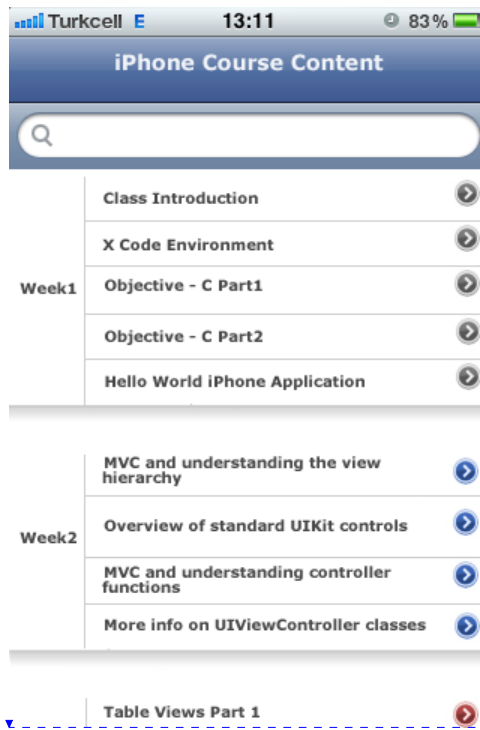 Turkcell E 13:11 83%
iPhone Course Content
Class Introduction
X Code Environment
Week1
Objective - C Part1
Objective - C Part2
Hello World iPhone Application
MVC and understanding the view
hierarchy
Overview of standard UIKit controls
Week2
MVC and understanding controller
functions
More info on UIViewController classes
Table Views Part 1